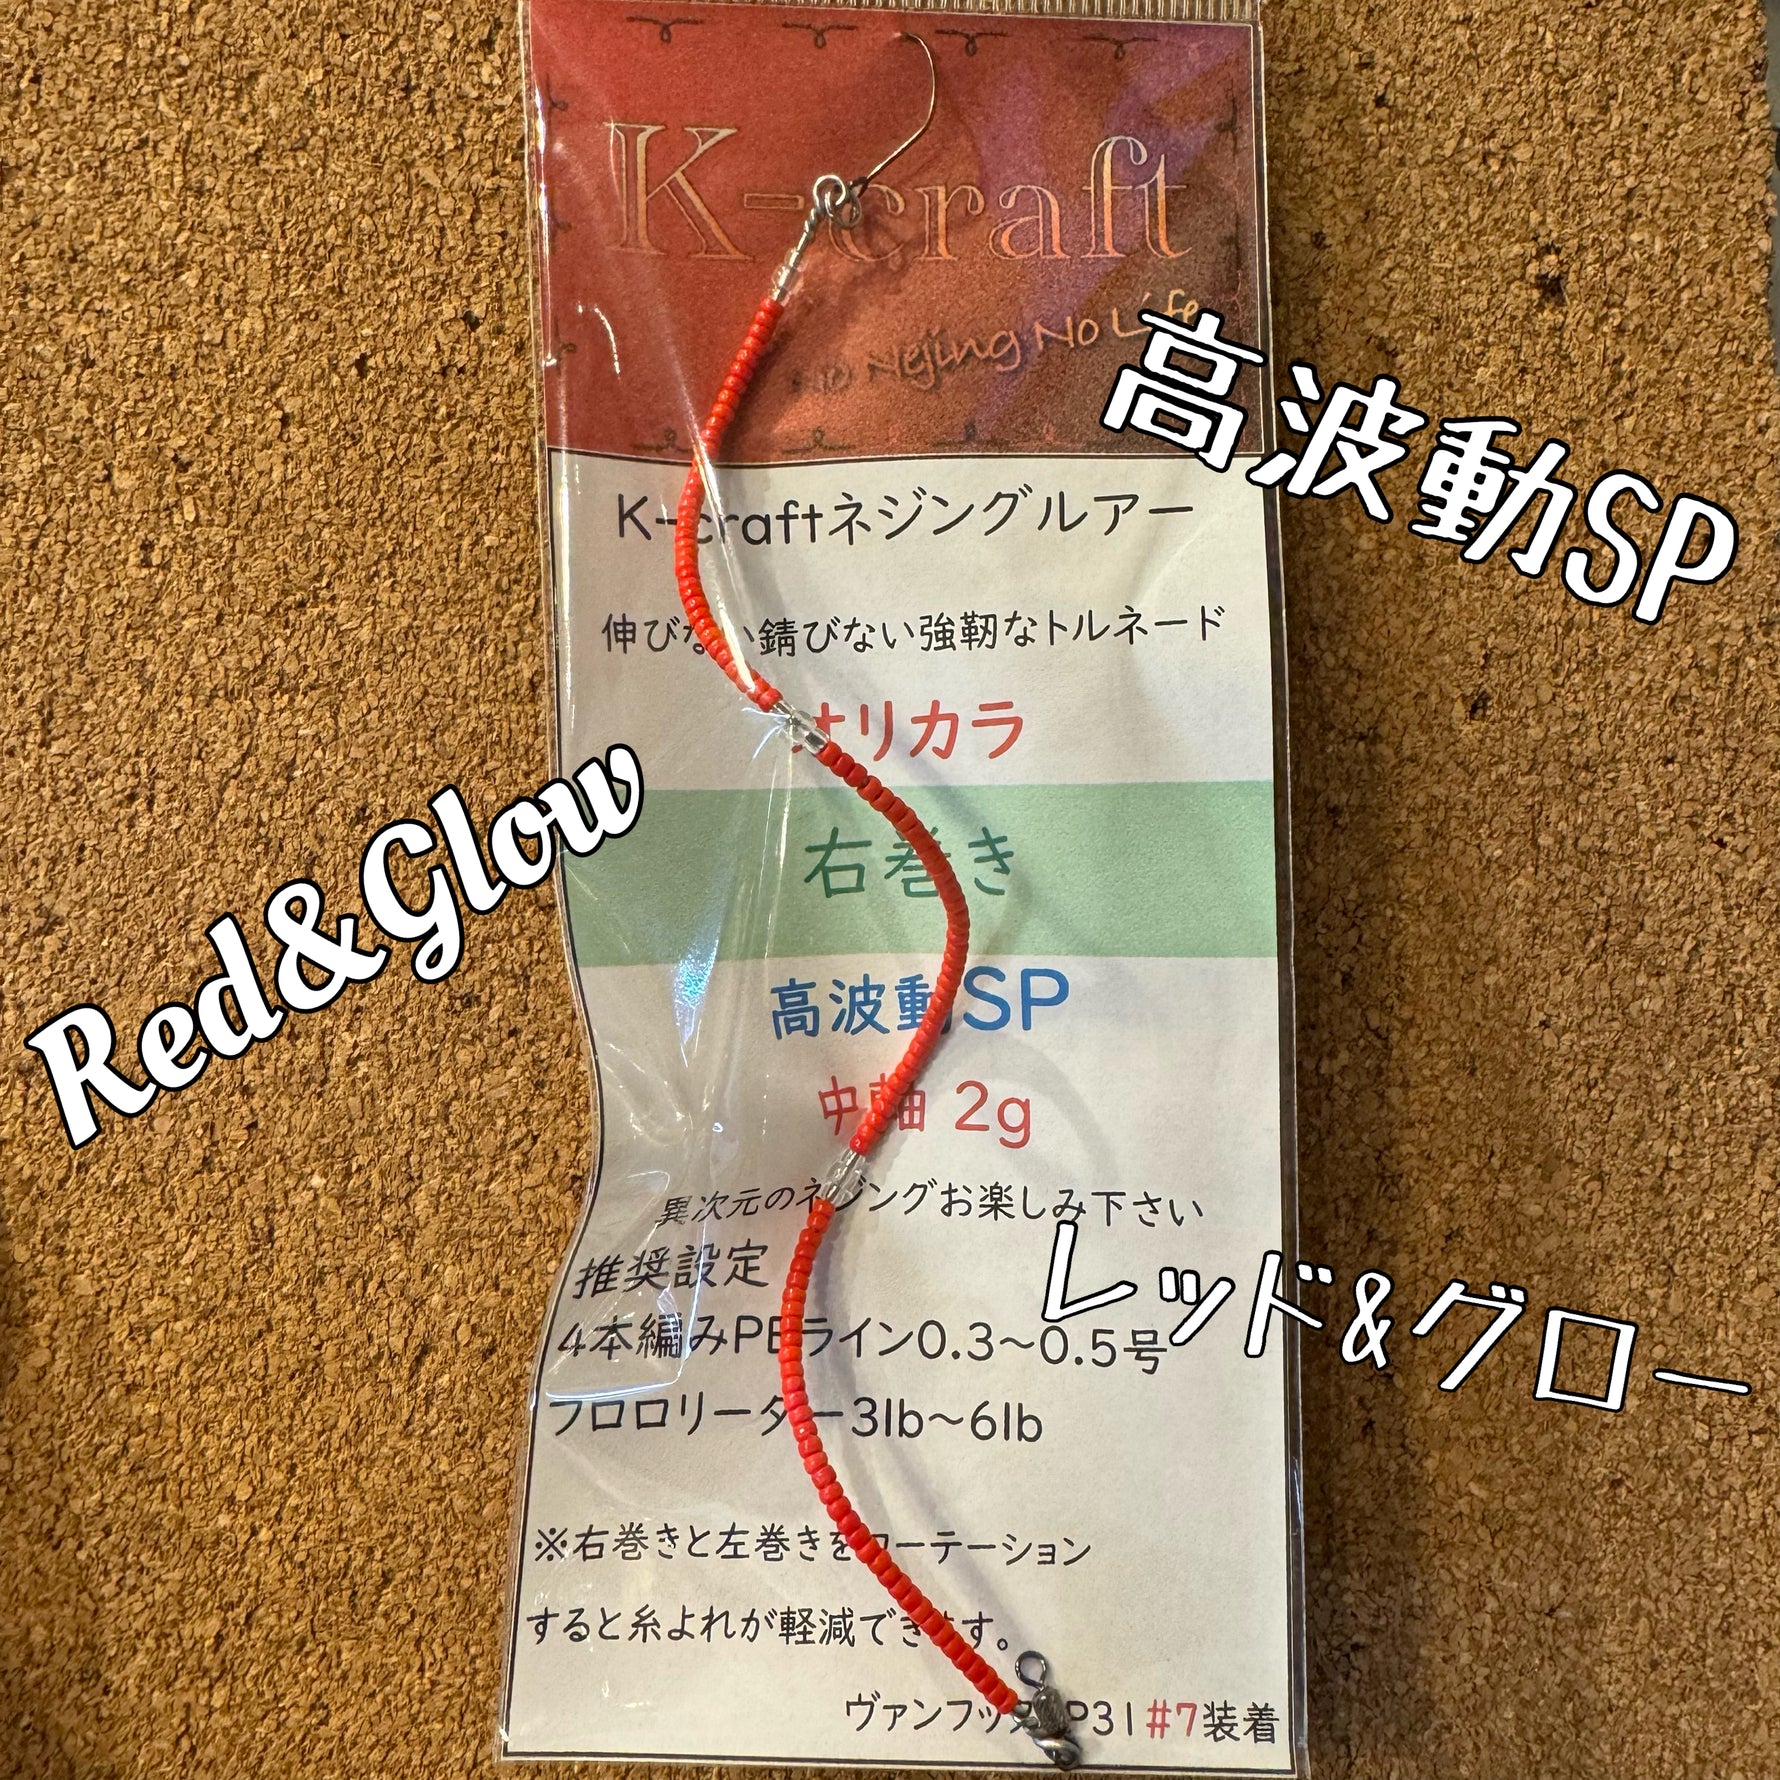 K-craft
Nejing No Life
高波動SP
K-craftネジングルアー
伸びない錆びない強靭なトルネード
オリカラ
Red&Glow
右巻き
高波動SP
中軸 2g
異次元のネジングお楽しみ下さい
レッド&グロー
推奨設定
4本編みPEライン0.3〜0.5号
フロロリーダー3lb〜6lb
※右巻きと左巻きをローテーション
すると糸よれが軽減できます。
ヴァンフック P31#7装着